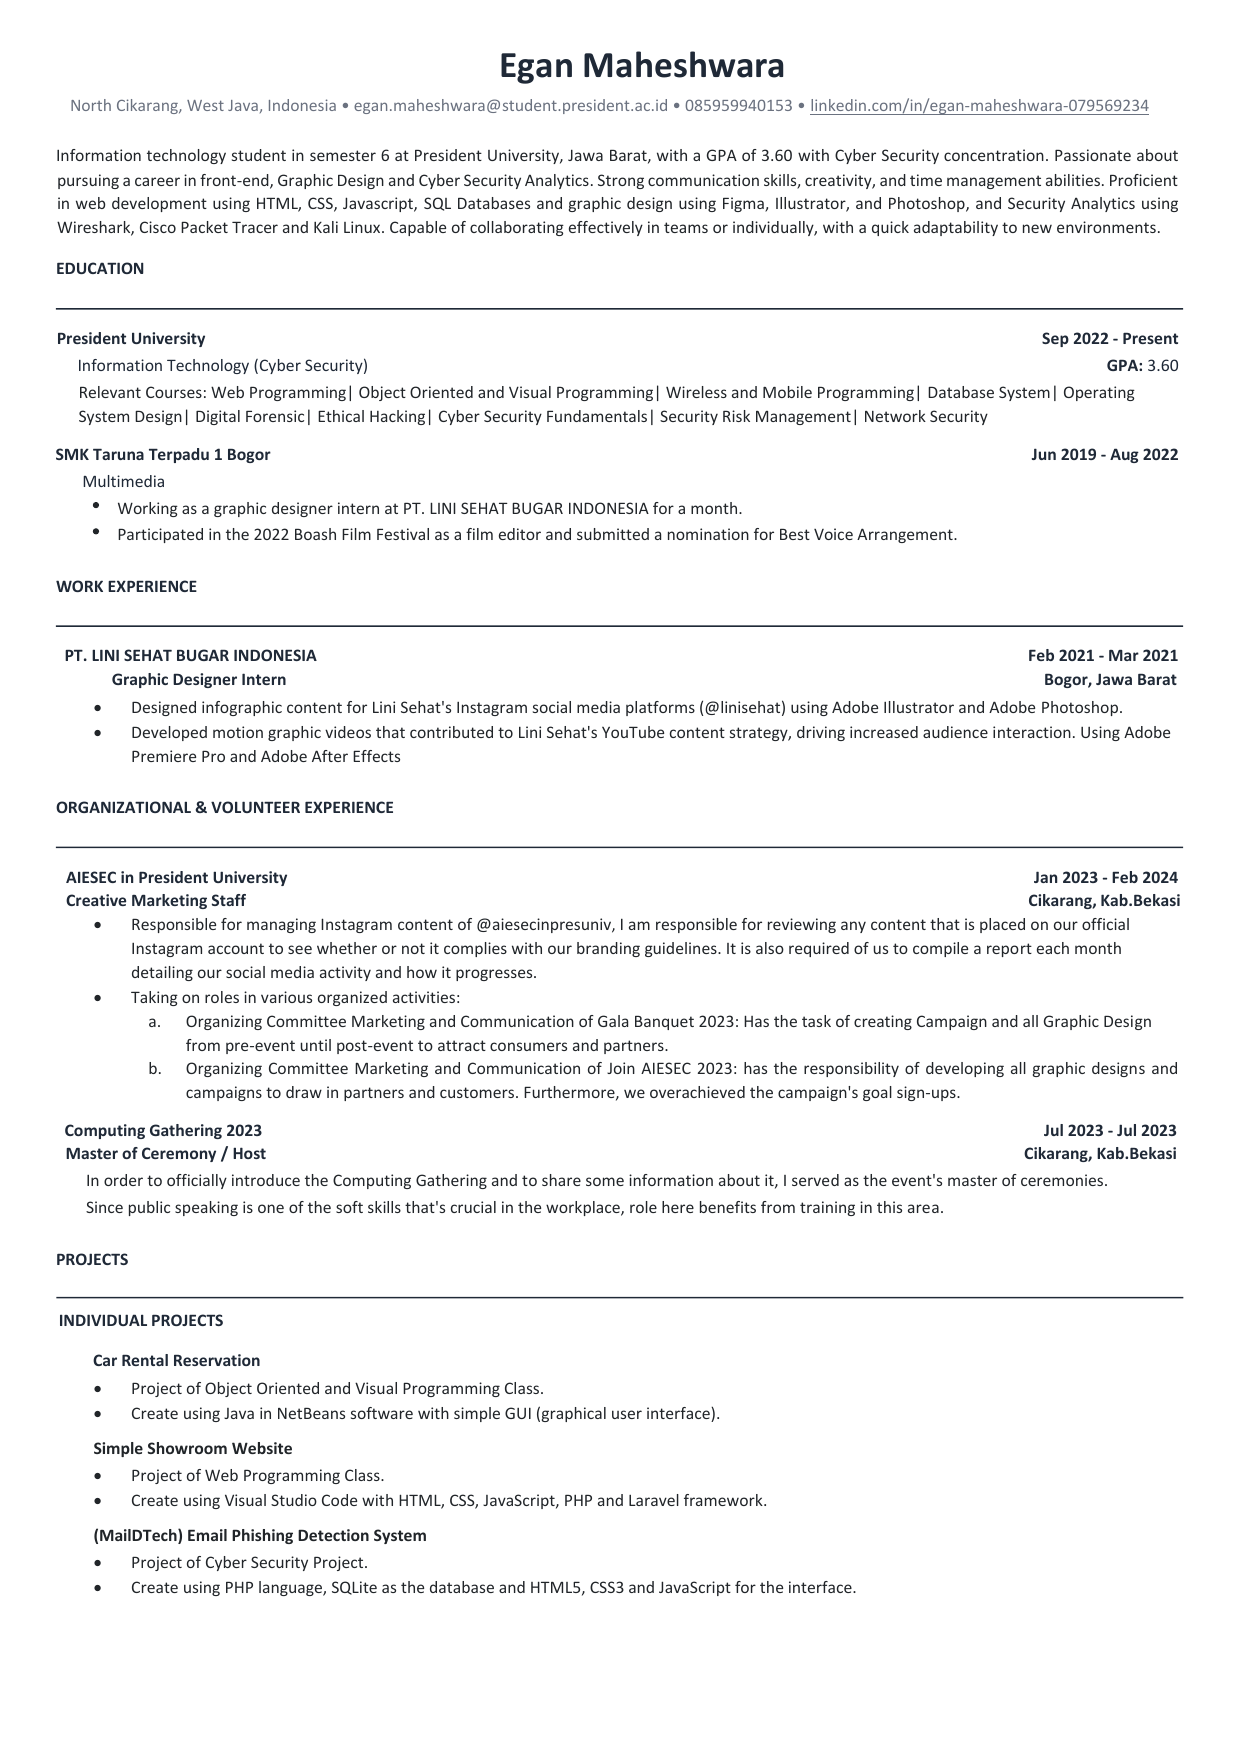 Egan Maheshwara
North Cikarang, West Java, Indonesia • egan.maheshwara@student.president.ac.id • 085959940153 • linkedin.com/in/egan-maheshwara-079569234
Information technology student in semester 6 at President University, Jawa Barat, with a GPA of 3.60 with Cyber Security concentration. Passionate about
pursuing a career in front-end, Graphic Design and Cyber Security Analytics. Strong communication skills, creativity, and time management abilities. Proficient
in web development using HTML, CSS, Javascript, SQL Databases and graphic design using Figma, Illustrator, and Photoshop, and Security Analytics using
Wireshark, Cisco Packet Tracer and Kali Linux. Capable of collaborating effectively in teams or individually, with a quick adaptability to new environments.
EDUCATION
President University Sep 2022 - Present
Information Technology (Cyber Security) GPA: 3.60
Relevant Courses: Web Programming| Object Oriented and Visual Programming| Wireless and Mobile Programming| Database System| Operating
System Design| Digital Forensic| Ethical Hacking| Cyber Security Fundamentals| Security Risk Management| Network Security
SMK Taruna Terpadu 1 Bogor Jun 2019 - Aug 2022
Multimedia
• Working as a graphic designer intern at PT. LINI SEHAT BUGAR INDONESIA for a month.
• Participated in the 2022 Boash Film Festival as a film editor and submitted a nomination for Best Voice Arrangement.
WORK EXPERIENCE
PT. LINI SEHAT BUGAR INDONESIA Feb 2021 - Mar 2021
Graphic Designer Intern Bogor, Jawa Barat
• Designed infographic content for Lini Sehat's Instagram social media platforms (@linisehat) using Adobe Illustrator and Adobe Photoshop.
• Developed motion graphic videos that contributed to Lini Sehat's YouTube content strategy, driving increased audience interaction. Using Adobe
Premiere Pro and Adobe After Effects
ORGANIZATIONAL & VOLUNTEER EXPERIENCE
AIESEC in President University Jan 2023 - Feb 2024
Creative Marketing Staff Cikarang, Kab.Bekasi
• Responsible for managing Instagram content of @aiesecinpresuniv, I am responsible for reviewing any content that is placed on our official
Instagram account to see whether or not it complies with our branding guidelines. It is also required of us to compile a report each month
detailing our social media activity and how it progresses.
• Taking on roles in various organized activities:
a. Organizing Committee Marketing and Communication of Gala Banquet 2023: Has the task of creating Campaign and all Graphic Design
from pre-event until post-event to attract consumers and partners.
b. Organizing Committee Marketing and Communication of Join AIESEC 2023: has the responsibility of developing all graphic designs and
campaigns to draw in partners and customers. Furthermore, we overachieved the campaign's goal sign-ups.
Computing Gathering 2023 Jul 2023 - Jul 2023
Master of Ceremony / Host Cikarang, Kab.Bekasi
In order to officially introduce the Computing Gathering and to share some information about it, I served as the event's master of ceremonies.
Since public speaking is one of the soft skills that's crucial in the workplace, role here benefits from training in this area.
PROJECTS
INDIVIDUAL PROJECTS
Car Rental Reservation
• Project of Object Oriented and Visual Programming Class.
• Create using Java in NetBeans software with simple GUI (graphical user interface).
Simple Showroom Website
• Project of Web Programming Class.
• Create using Visual Studio Code with HTML, CSS, JavaScript, PHP and Laravel framework.
(MailDTech) Email Phishing Detection System
• Project of Cyber Security Project.
• Create using PHP language, SQLite as the database and HTML5, CSS3 and JavaScript for the interface.